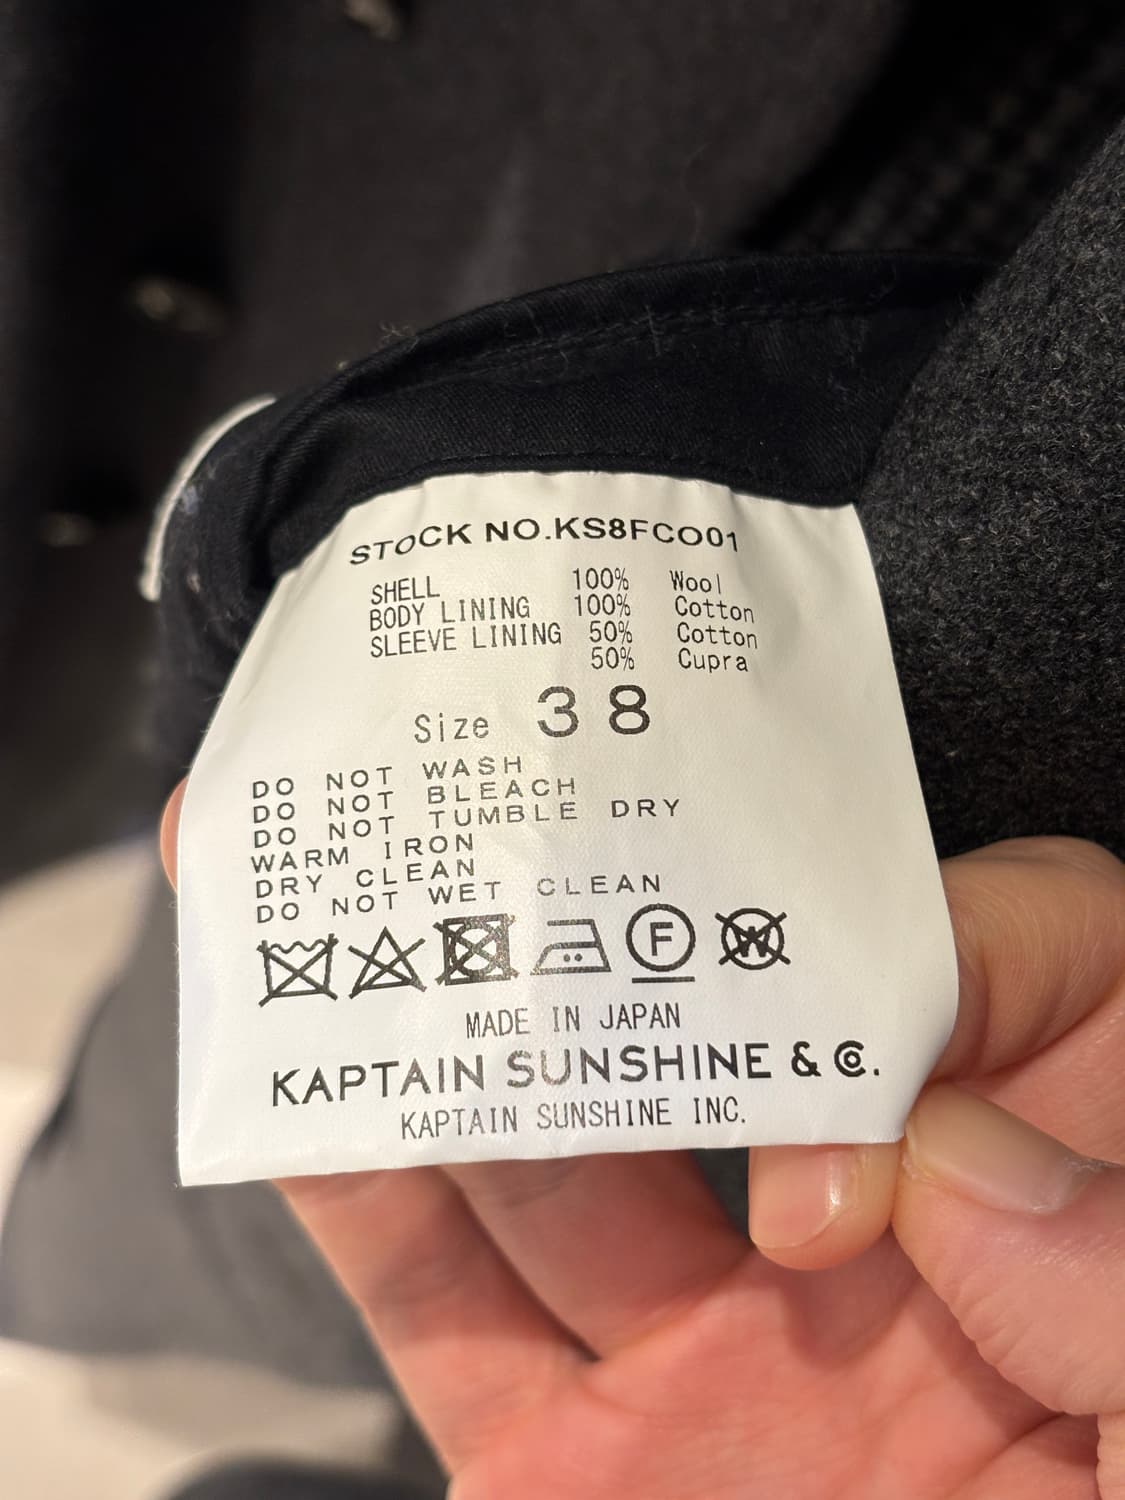 STOCK NO.KS8FCO01
SHELL 100% Wool
BODY LINING 100% Cotton
SLEEVE LINING 50% Cotton
50% Cupra
Size 38
DO NOT WASH
DO NOT BLEACH
DO NOT TUMBLE DRY
WARM IRON
DRY CLEAN
DO NOT WET CLEAN
F W
MADE IN JAPAN
KAPTAIN SUNSHINE & Co.
KAPTAIN SUNSHINE INC.